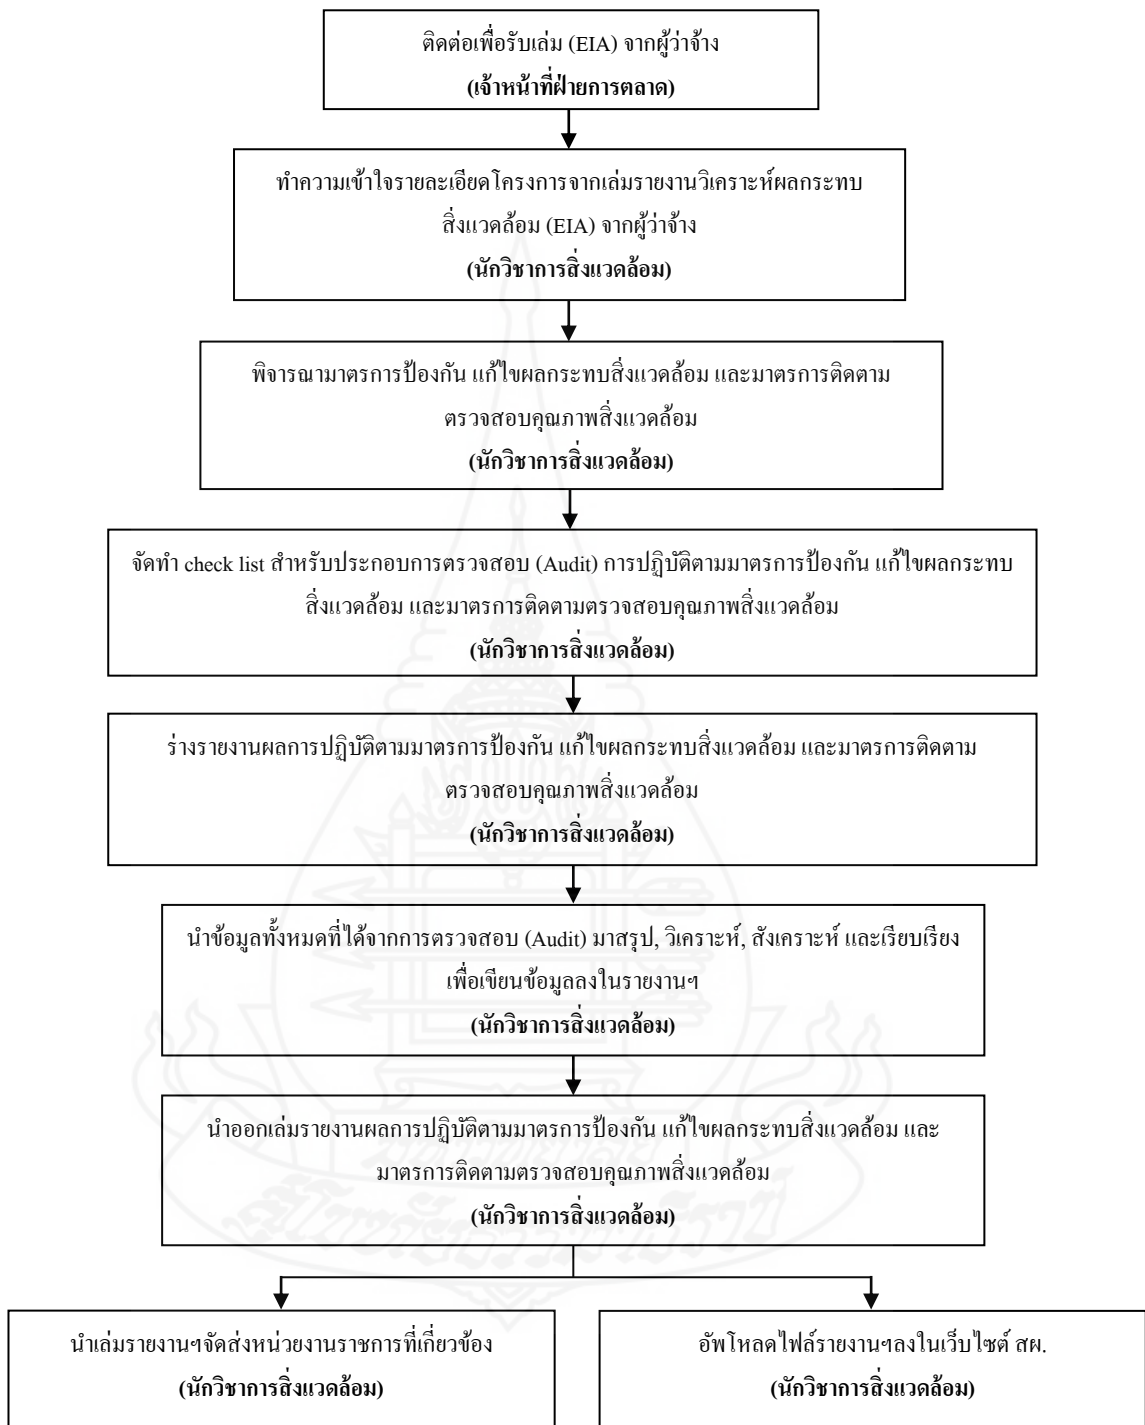 ติดต่อเพื่อรับเล่ม (EIA) จากผู้ว่าจ้าง
(เจ้าหน้าที่ฝ่ายการตลาด)
ทำความเข้าใจรายละเอียดโครงการจากเล่มรายงานวิเคราะห์ผลกระทบ
สิ่งแวดล้อม (EIA) จากผู้ว่าจ้าง
(นักวิชาการสิ่งแวดล้อม)
พิจารณามาตรการป้องกัน แก้ไขผลกระทบสิ่งแวดล้อม และมาตรการติดตาม
ตรวจสอบคุณภาพสิ่งแวดล้อม
(นักวิชาการสิ่งแวดล้อม)
จัดทำ check list สำหรับประกอบการตรวจสอบ (Audit) การปฏิบัติตามมาตรการป้องกัน แก้ไขผลกระทบ
สิ่งแวดล้อม และมาตรการติดตามตรวจสอบคุณภาพสิ่งแวดล้อม
(นักวิชาการสิ่งแวดล้อม)
ร่างรายงานผลการปฏิบัติตามมาตรการป้องกัน แก้ไขผลกระทบสิ่งแวดล้อม และมาตรการติดตาม
ตรวจสอบคุณภาพสิ่งแวดล้อม
(นักวิชาการสิ่งแวดล้อม)
นำข้อมูลทั้งหมดที่ได้จากการตรวจสอบ (Audit) มาสรุป, วิเคราะห์, สังเคราะห์ และเรียบเรียง
เพื่อเขียนข้อมูลลงในรายงานฯ
(นักวิชาการสิ่งแวดล้อม)
นำออกเล่มรายงานผลการปฏิบัติตามมาตรการป้องกัน แก้ไขผลกระทบสิ่งแวดล้อม และ
มาตรการติดตามตรวจสอบคุณภาพสิ่งแวดล้อม
(นักวิชาการสิ่งแวดล้อม)
นำเล่มรายงานฯจัดส่งหน่วยงานราชการที่เกี่ยวข้อง
(นักวิชาการสิ่งแวดล้อม)
อัพโหลดไฟล์รายงานฯลงในเว็บไซต์ สผ.
(นักวิชาการสิ่งแวดล้อม)